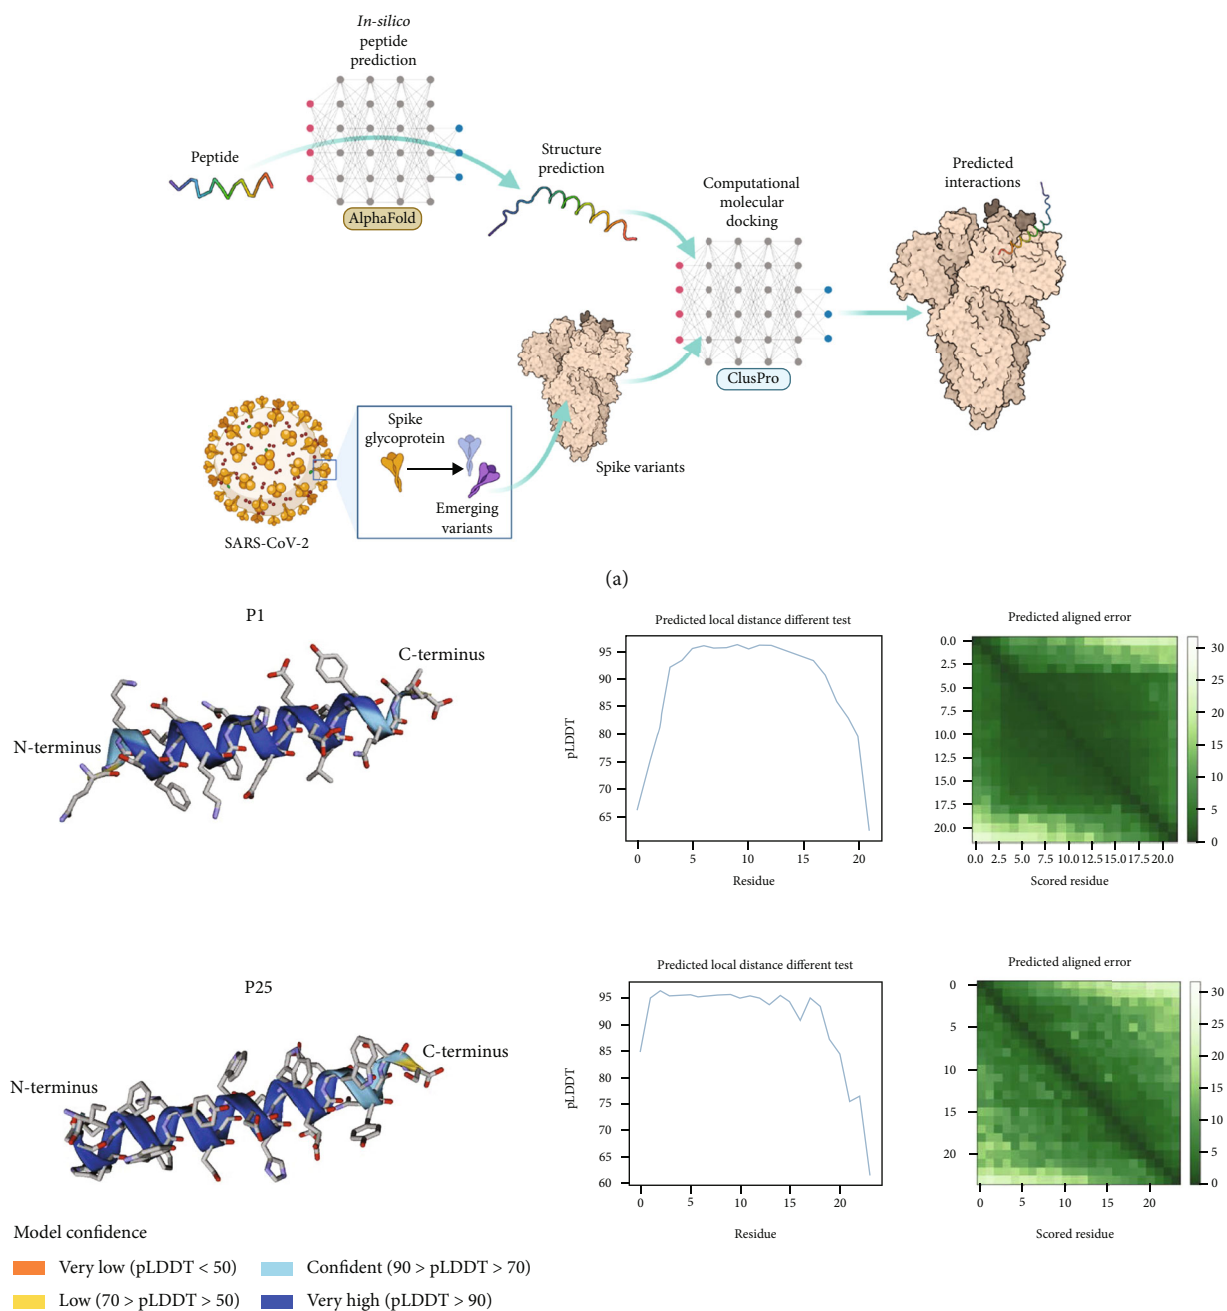 In-silico
peptide
prediction
Peptide
AlphaFold
Structure
prediction
Computational
molecular
docking
ClusPro
Predicted
interactions
Spike
glycoprotein
Emerging
variants
Spike variants
SARS-CoV-2
(a)
P1
N-terminus
C-terminus
Predicted local distance different test
95
90
85
80
75
70
65
pLDDT
0 5 10 15 20
Residue
Predicted aligned error
0.0
2.5
5.0
7.5
10.0
12.5
15.0
17.5
20.0
0.0 2.5 5.0 7.5 10.0 12.5 15.0 17.5 20.0
Scored residue
30
25
20
15
10
5
0
P25
N-terminus
C-terminus
Predicted local distance different test
95
90
85
80
75
70
65
60
pLDDT
0 5 10 15 20
Residue
Predicted aligned error
0
5
10
15
20
0 5 10 15 20
Scored residue
30
25
20
15
10
5
0
Model confidence
Very low (pLDDT < 50)
Confident (90 > pLDDT > 70)
Low (70 > pLDDT > 50)
Very high (pLDDT > 90)